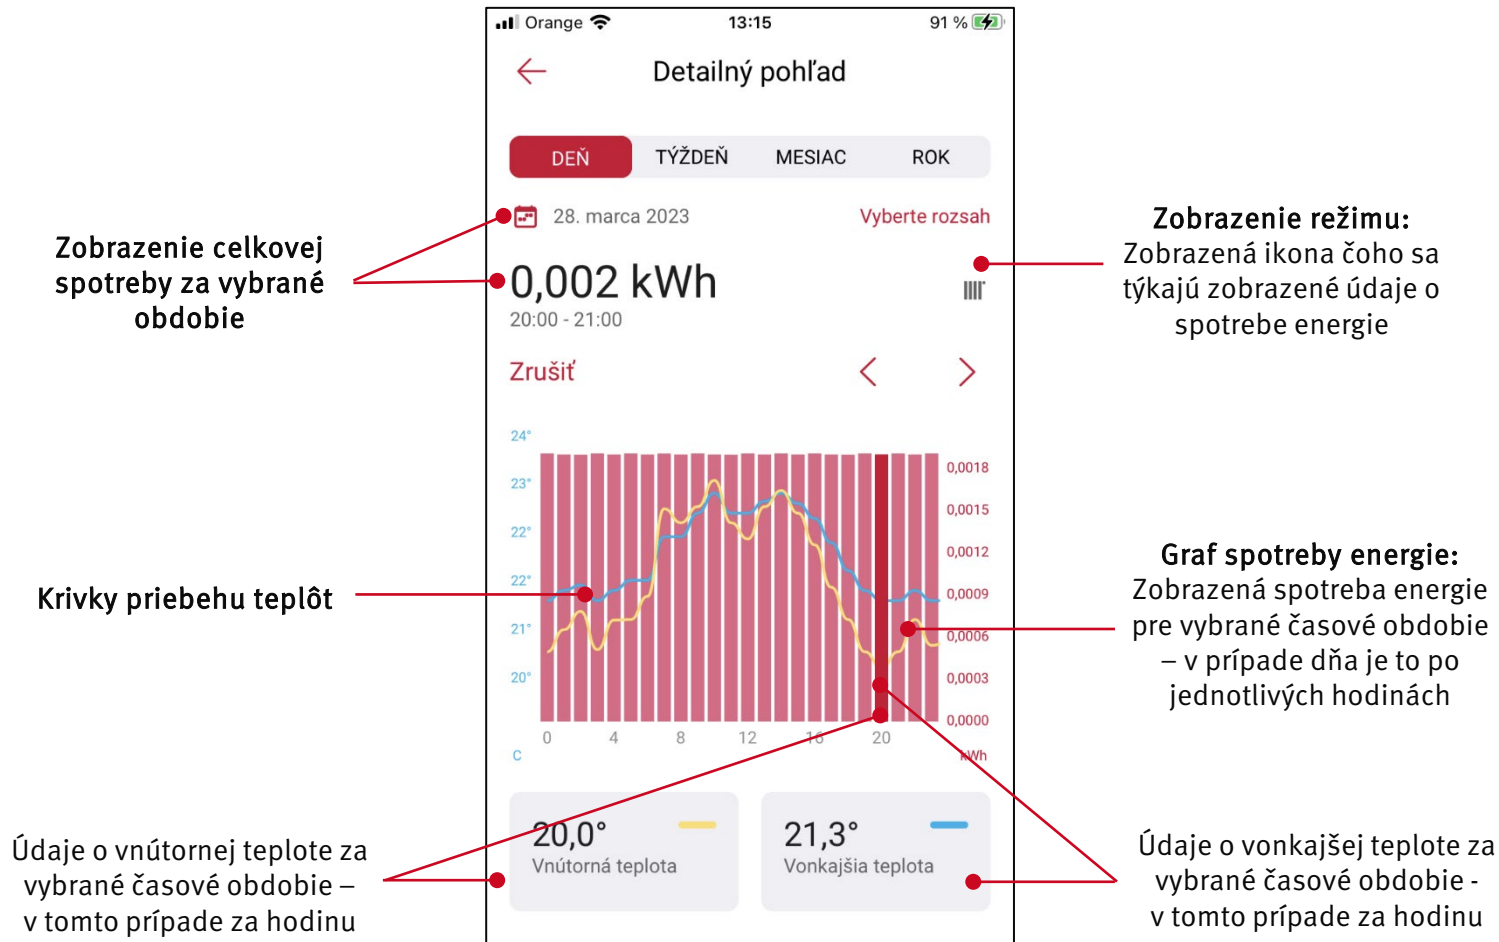 Orange
13:15
91 %
Detailný pohľad
DEŇ
TÝŽDEŇ
MESIAC
ROK
28. marca 2023
Vyberte rozsah
0,002 kWh
20:00 - 21:00
Zrušiť
24°
23°
22°
22°
21°
20°
C
0,0018
0,0015
0,0012
0,0009
0,0006
0,0003
0,0000
kWh
0
4
8
12
16
20
20,0°
Vnútorná teplota
21,3°
Vonkajšia teplota
Zobrazenie celkovej
spotreby za vybrané
obdobie
Krivky priebehu teplôt
Údaje o vnútornej teplote za
vybrané časové obdobie –
v tomto prípade za hodinu
Zobrazenie režimu:
Zobrazená ikona čoho sa
týkajú zobrazené údaje o
spotrebe energie
Graf spotreby energie:
Zobrazená spotreba energie
pre vybrané časové obdobie
– v prípade dňa je to po
jednotlivých hodinách
Údaje o vonkajšej teplote za
vybrané časové obdobie -
v tomto prípade za hodinu